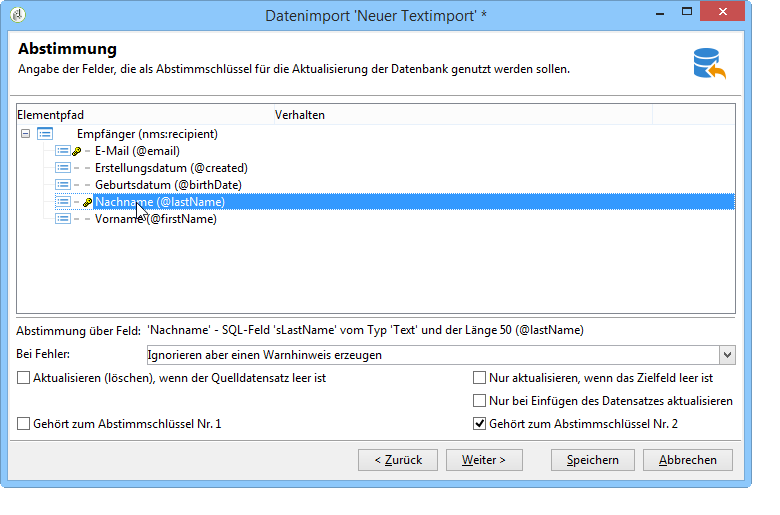 Datenimport 'Neuer Textimport' *
Abstimmung
Angabe der Felder, die als Abstimmschlüssel für die Aktualisierung der Datenbank genutzt werden sollen.
Elementpfad Verhalten
Empfänger (nms:recipient)
E-Mail (@email)
Erstellungsdatum (@created)
Geburtsdatum (@birthDate)
Nachname (@lastName)
Vorname (@firstName)
Abstimmung über Feld: 'Nachname' - SQL-Feld 'sLastName' vom Typ 'Text' und der Länge 50 (@lastName)
Bei Fehler: Ignorieren aber einen Warnhinweis erzeugen
Aktualisieren (löschen), wenn der Quelldatensatz leer ist Nur aktualisieren, wenn das Zielfeld leer ist
Nur bei Einfügen des Datensatzes aktualisieren
Gehört zum Abstimmschlüssel Nr. 1 Gehört zum Abstimmschlüssel Nr. 2
< Zurück Weiter > Speichern Abbrechen